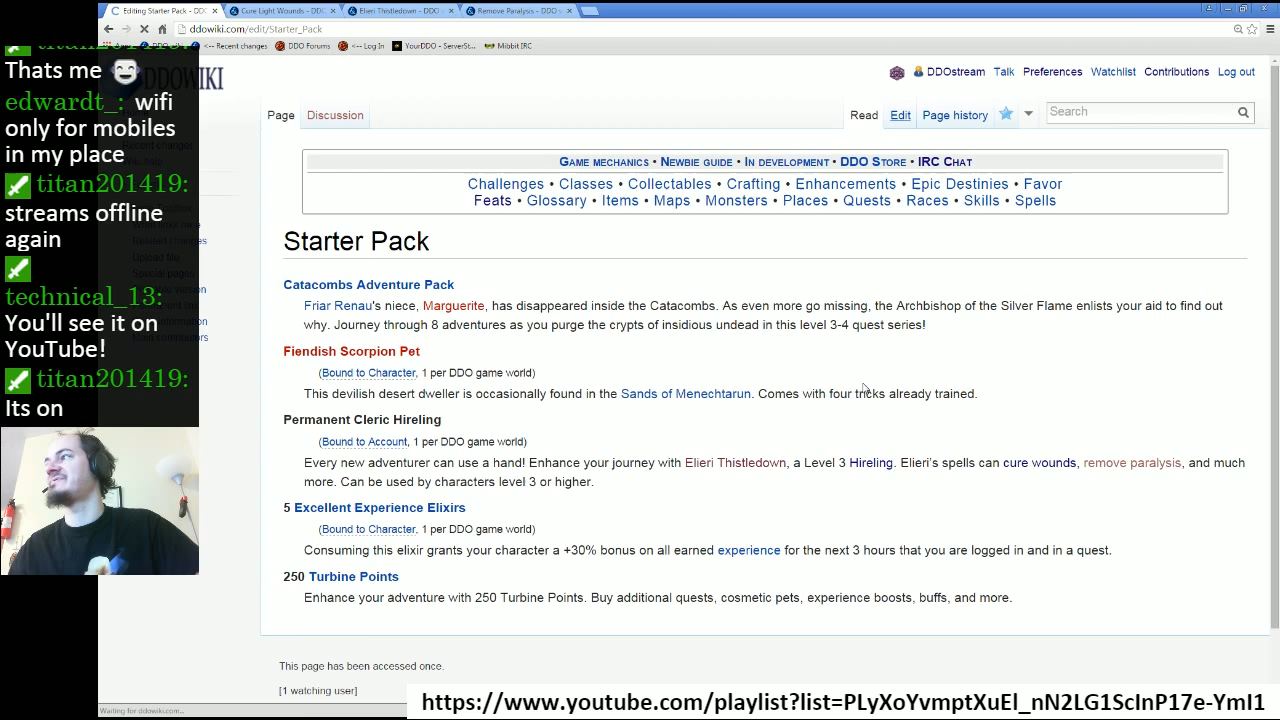 Editing Starter Pack - DDO
Cure Light Wounds - DDO
Elieri Thistledown - DDO
Remove Paralysis - DDO
ddowiki.com/edit/Starter_Pack
<-- Recent changes
DDO Forums
<-- Log In
YourDDO - ServerSt...
Mibbit IRC
Thats me
edwardt_: wifi
only for mobiles
in my place
titan201419:
streams offline
again
technical_13:
You'll see it on
YouTube!
titan201419:
Its on
DDOWIKI
DDOstream Talk Preferences Watchlist Contributions Log out
Page Discussion
Read Edit Page history
Search
Game mechanics • Newbie guide • In development • DDO Store • IRC Chat
Challenges • Classes • Collectables • Crafting • Enhancements • Epic Destinies • Favor
Feats • Glossary • Items • Maps • Monsters • Places • Quests • Races • Skills • Spells
Related changes
Upload file
Special pages
Starter Pack
Catacombs Adventure Pack
Friar Renau's niece, Marguerite, has disappeared inside the Catacombs. As even more go missing, an Archbishop of the Silver Flame enlists your aid to find out
why. Journey through 8 adventures as you purge the crypts of insidious undead in this level 3-4 quest series!
Fiendish Scorpion Pet
(Bound to Character, 1 per DDO game world)
This devilish desert dweller is occasionally found in the Sands of Menechtarun. Comes with four tricks already trained.
Permanent Cleric Hireling
(Bound to Account, 1 per DDO game world)
Every new adventurer can use a hand! Enhance your journey with Elieri Thistledown, a Level 3 Hireling. Elieri's spells can cure wounds, remove paralysis, and much
more. Can be used by characters level 3 or higher.
5 Excellent Experience Elixirs
(Bound to Character, 1 per DDO game world)
Consuming this elixir grants your character a +30% bonus on all earned experience for the next 3 hours that you are logged in and in a quest.
250 Turbine Points
Enhance your adventure with 250 Turbine Points. Buy additional quests, cosmetic pets, experience boosts, buffs, and more.
This page has been accessed once.
[1 watching user]
Waiting for ddowiki.com...
https://www.youtube.com/playlist?list=PLyXoYvmptXuEl_nN2LG1ScInP17e-YmI1